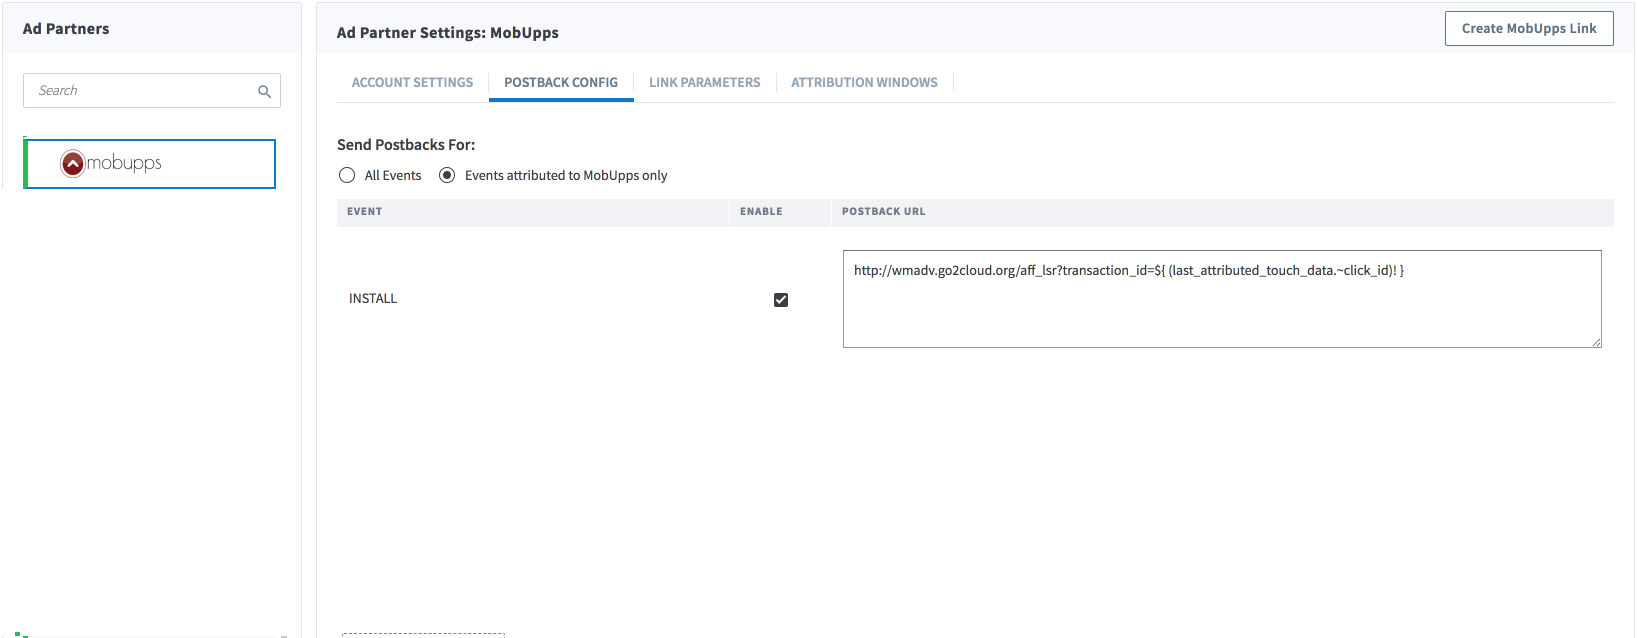 Ad Partners
Search
mobupps
Ad Partner Settings: MobUpps
Create MobUpps Link
ACCOUNT SETTINGS
POSTBACK CONFIG
LINK PARAMETERS
ATTRIBUTION WINDOWS
Send Postbacks For:
All Events
Events attributed to MobUpps only
EVENT
ENABLE
POSTBACK URL
INSTALL
http://wmadv.go2cloud.org/aff_lsr?transaction_id=${ (last_attributed_touch_data.~click_id)! }